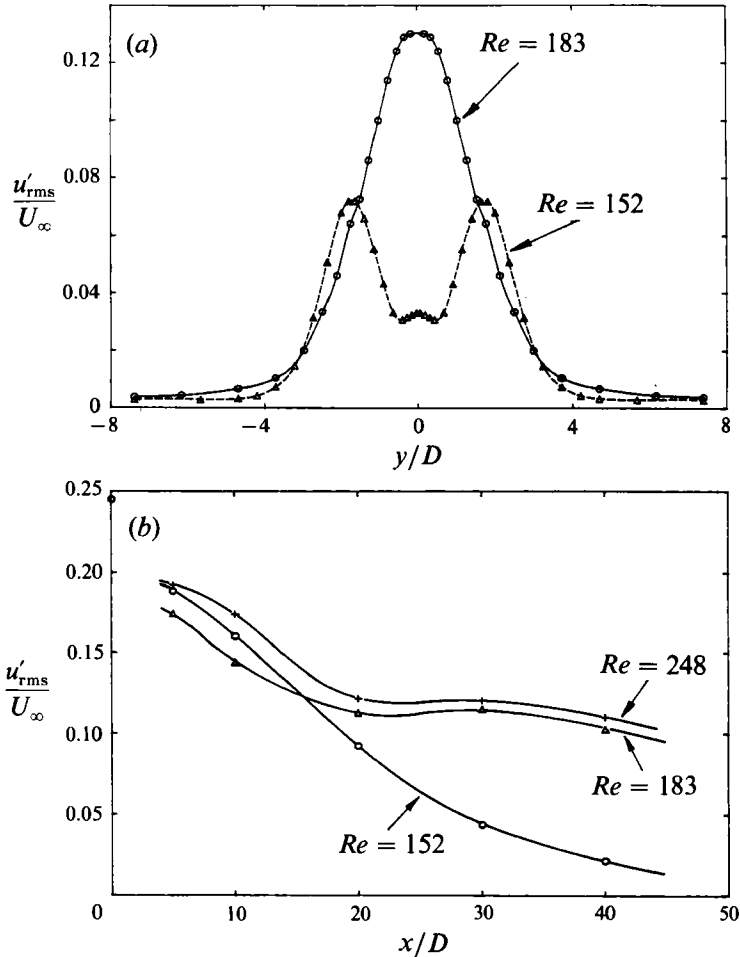 (a)
Re = 183
Re = 152
0.12
0.08
0.04
0
u′rms
U∞
−8
−4
0
4
8
y/D
(b)
0.25
0.20
0.15
0.10
0.05
0
u′rms
U∞
Re = 248
Re = 183
Re = 152
10
20
30
40
50
x/D